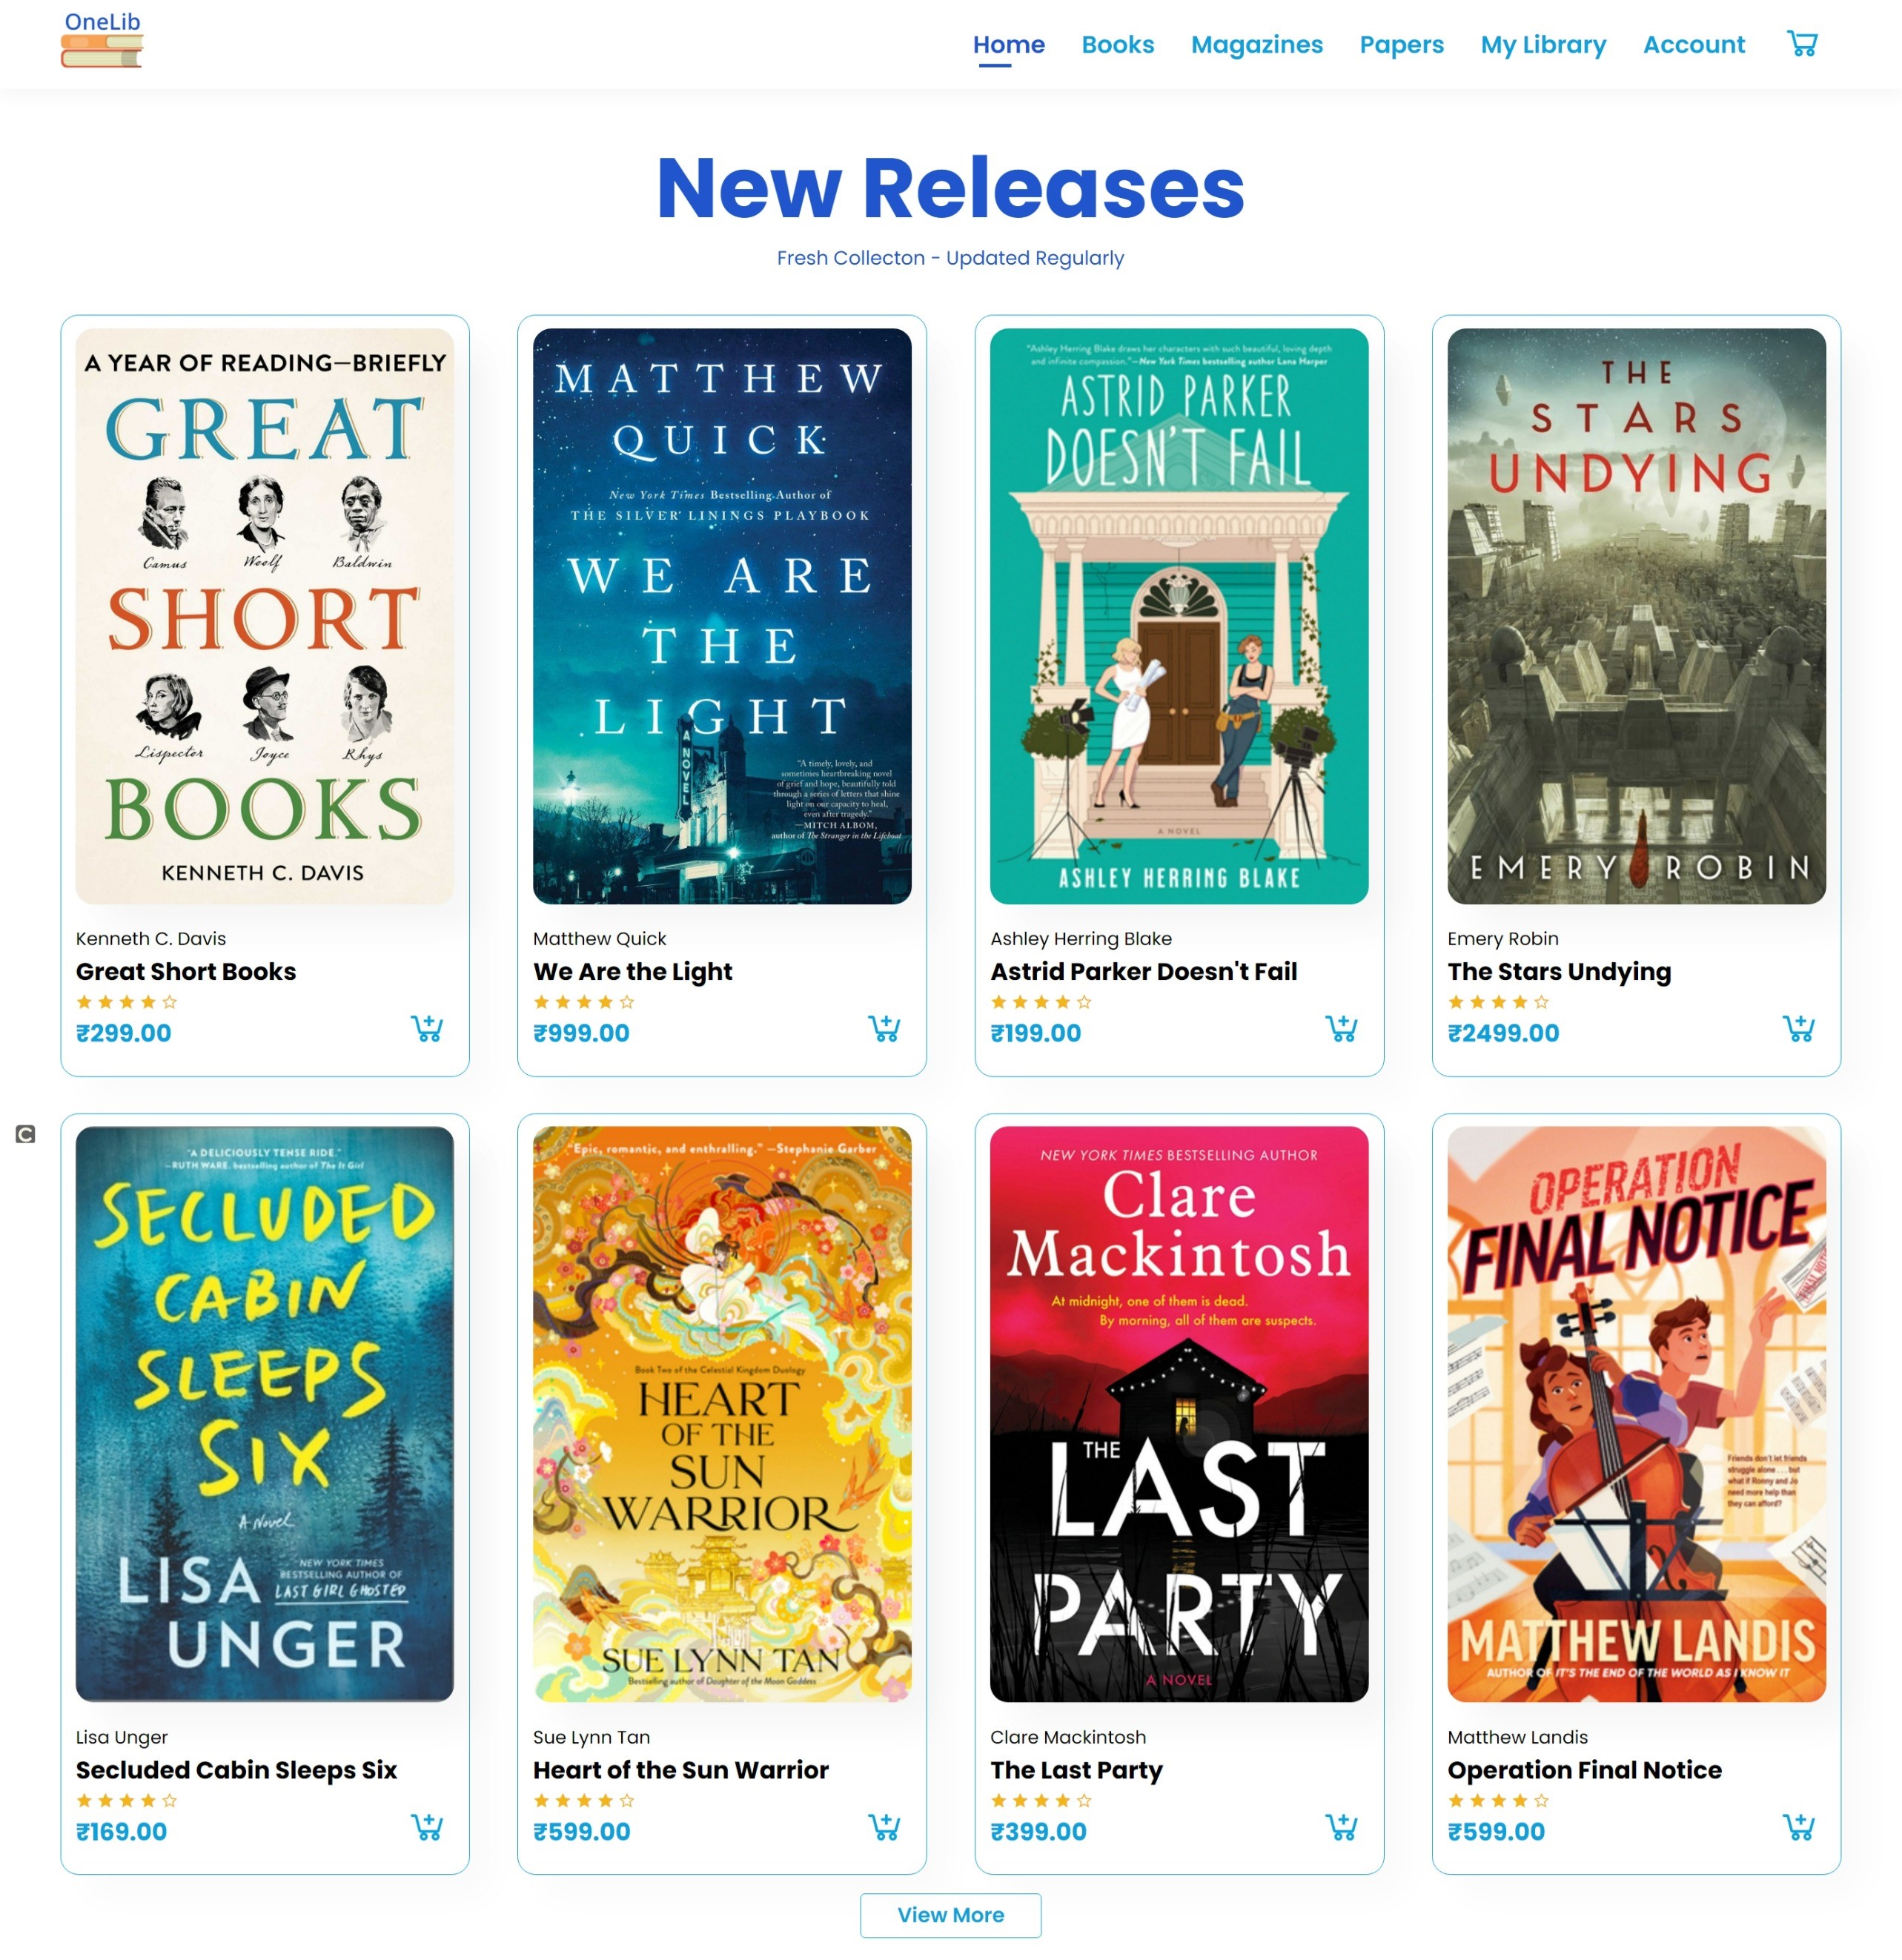 OneLib
Home Books Magazines Papers My Library Account
New Releases
Fresh Collecton - Updated Regularly
A YEAR OF READING—BRIEFLY
GREAT
Camus Woolf Baldwin
SHORT
Lispector Joyce Rhys
BOOKS
KENNETH C. DAVIS
Kenneth C. Davis
Great Short Books
₹299.00
MATTHEW
QUICK
New York Times Bestselling Author of
THE SILVER LININGS PLAYBOOK
WE ARE
THE
LIGHT
A NOVEL
"A timely, lovely, and
sometimes heartbreaking novel
of grief and hope, beautifully told
through a series of letters that shine
light on our capacity to heal,
even after tragedy."
—MITCH ALBOM,
author of The Stranger in the Lifeboat
Matthew Quick
We Are the Light
₹999.00
"Ashley Herring Blake draws her characters with such beautiful, loving depth
and infinite compassion."—New York Times bestselling author Lana Harper
ASTRID PARKER
DOESN'T FAIL
A NOVEL
ASHLEY HERRING BLAKE
Ashley Herring Blake
Astrid Parker Doesn't Fail
₹199.00
THE
STARS
UNDYING
EMERY ROBIN
Emery Robin
The Stars Undying
₹2499.00
C
"A DELICIOUSLY TENSE RIDE."
—RUTH WARE, bestselling author of The It Girl
SECLUDED
CABIN
SLEEPS
SIX
A Novel
LISA
NEW YORK TIMES
BESTSELLING AUTHOR OF
LAST GIRL GHOSTED
UNGER
Lisa Unger
Secluded Cabin Sleeps Six
₹169.00
"Epic, romantic, and enthralling." —Stephanie Garber
Book Two of the Celestial Kingdom Duology
HEART
OF THE
SUN
WARRIOR
SUE LYNN TAN
Bestselling author of Daughter of the Moon Goddess
Sue Lynn Tan
Heart of the Sun Warrior
₹599.00
NEW YORK TIMES BESTSELLING AUTHOR
Clare
Mackintosh
At midnight, one of them is dead.
By morning, all of them are suspects.
THE
LAST
PARTY
A NOVEL
Clare Mackintosh
The Last Party
₹399.00
OPERATION
FINAL NOTICE
Friends don't let friends
struggle alone . . . but
what if Ronny and Jo
need more help than
they can afford?
MATTHEW LANDIS
AUTHOR OF IT'S THE END OF THE WORLD AS I KNOW IT
Matthew Landis
Operation Final Notice
₹599.00
View More